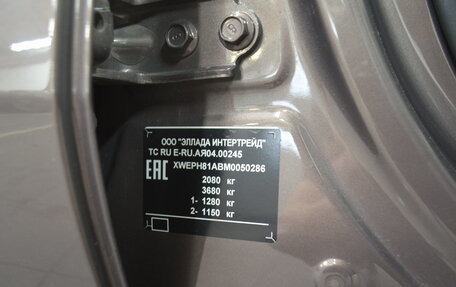 ООО "ЭЛЛАДА ИНТЕРТРЕЙД"
ТС RU E-RU.АЯ04.00245
EAC XWEPH81ABM0050286
2080 кг
3680 кг
1- 1280 кг
2- 1150 кг